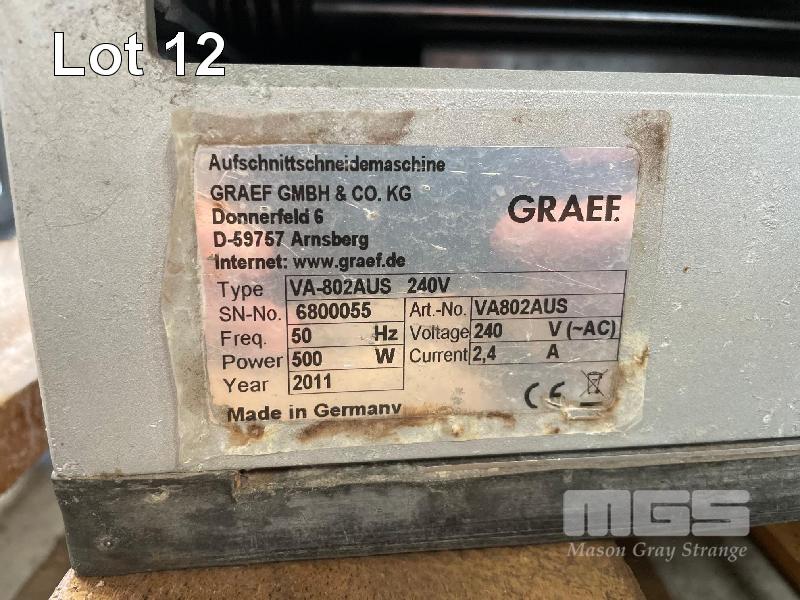 Lot 12
Aufschnittschneidemaschine
GRAEF GMBH & CO. KG
GRAEF.
Donnerfeld 6
D-59757 Arnsberg
Internet: www.graef.de
Type VA-802AUS 240V
SN-No. 6800055 Art.-No. VA802AUS
Freq. 50 Hz Voltage 240 V (~AC)
Power 500 W Current 2,4 A
Year 2011
Made in Germany
CE
MGS
Mason Gray Strange